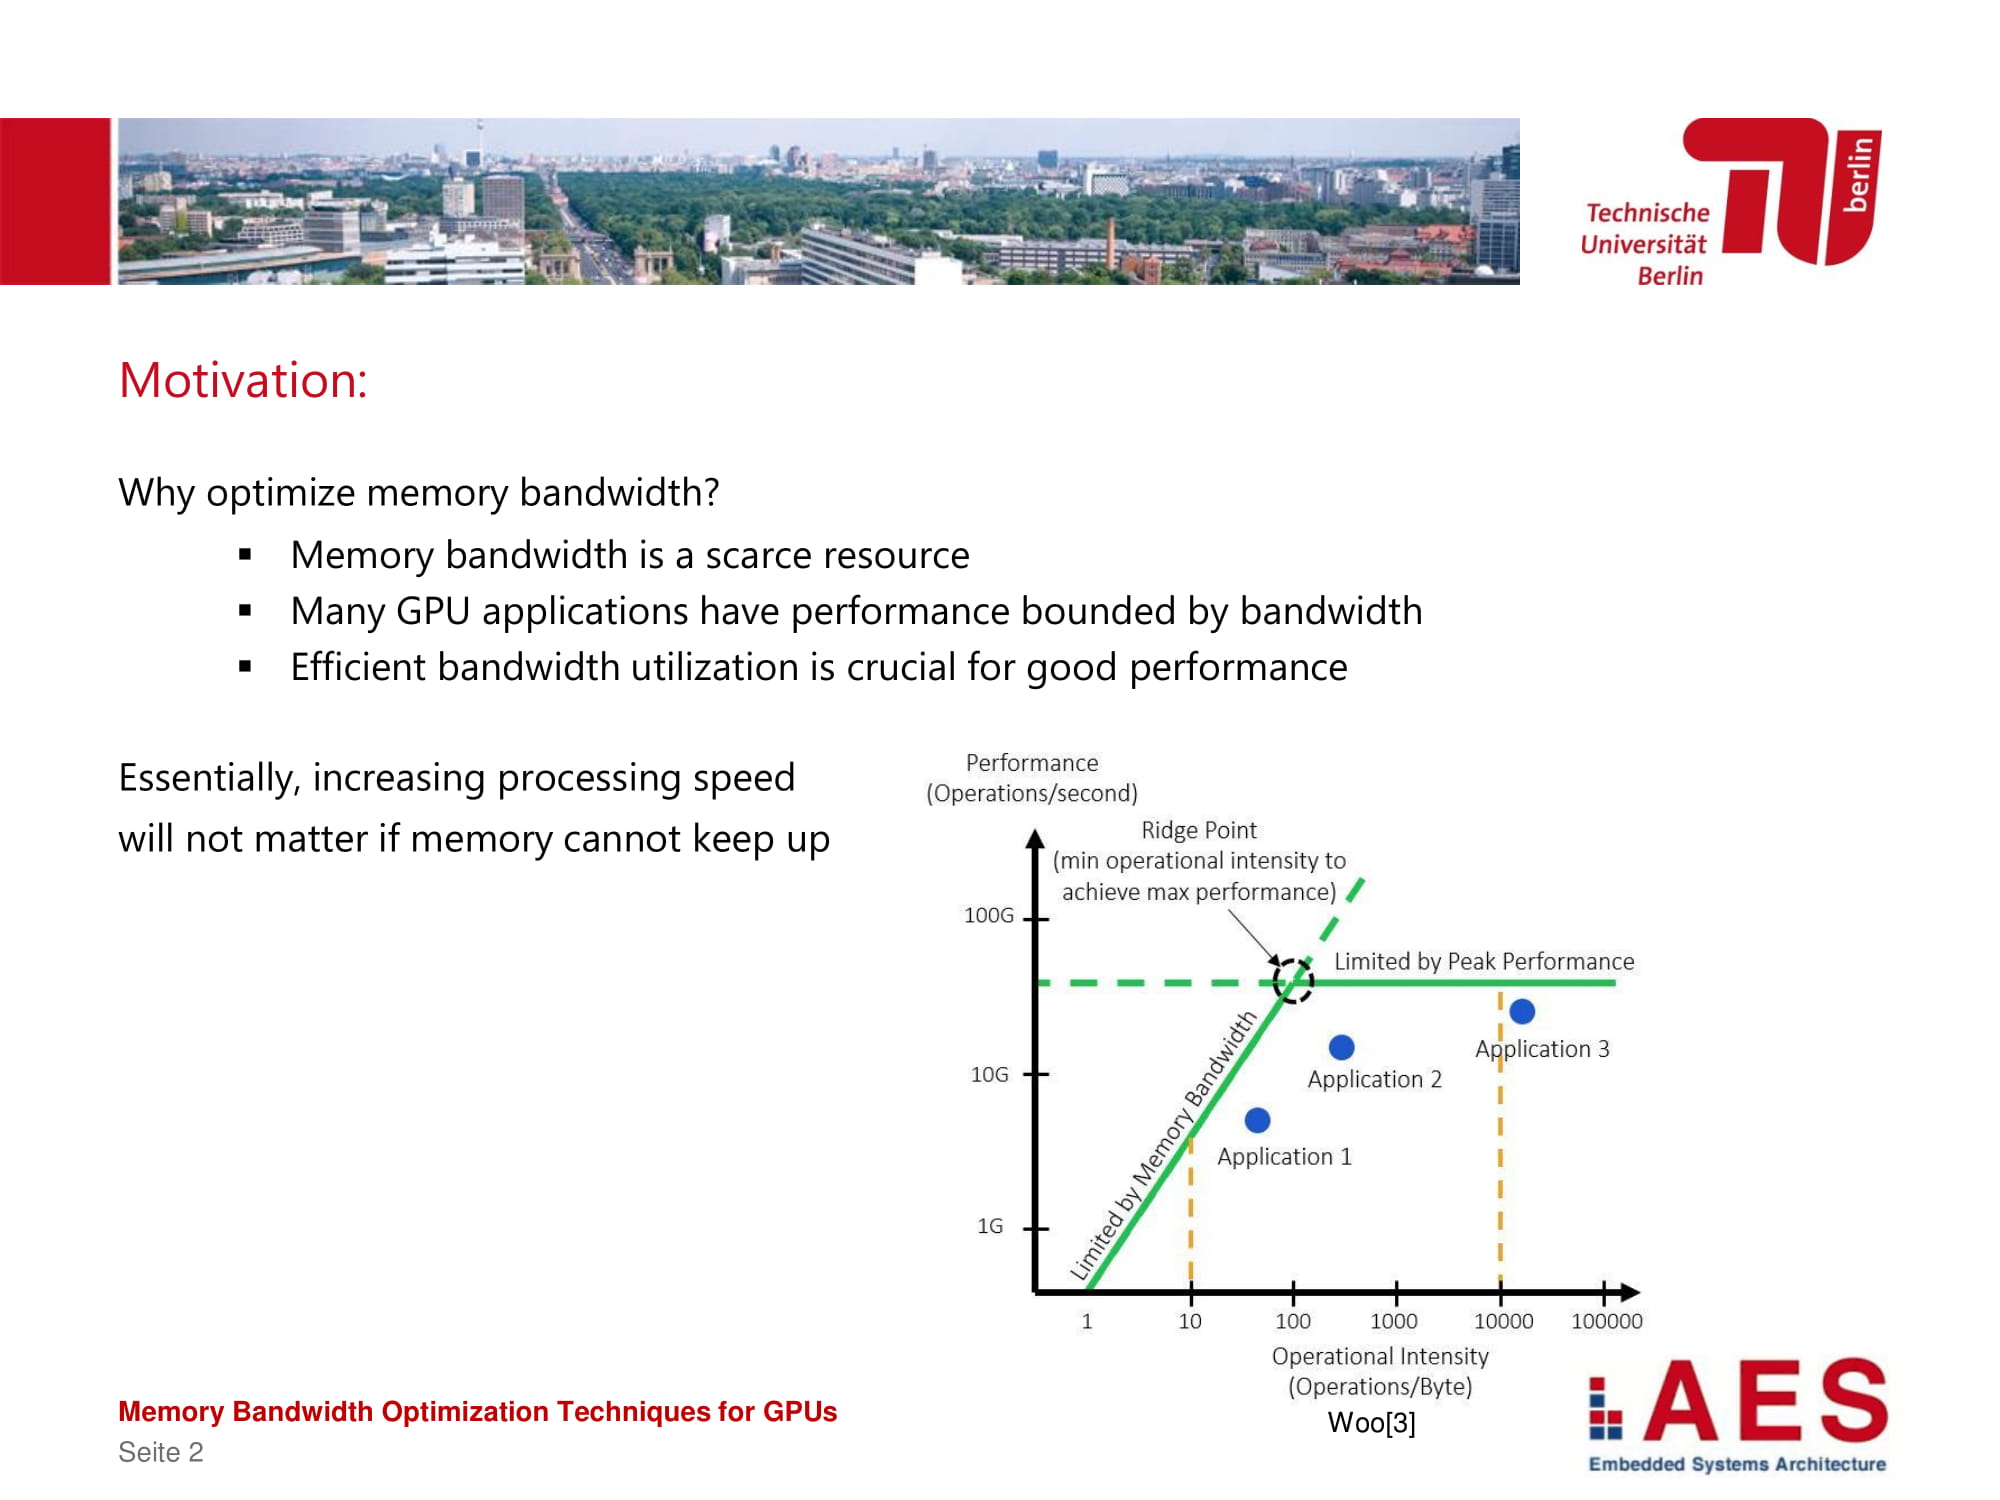 Technische
Universität
Berlin
berlin
Motivation:
Why optimize memory bandwidth?
▪ Memory bandwidth is a scarce resource
▪ Many GPU applications have performance bounded by bandwidth
▪ Efficient bandwidth utilization is crucial for good performance
Essentially, increasing processing speed
will not matter if memory cannot keep up
Performance
(Operations/second)
Ridge Point
(min operational intensity to
achieve max performance)
100G
Limited by Peak Performance
Limited by Memory Bandwidth
Application 3
10G
Application 2
Application 1
1G
1 10 100 1000 10000 100000
Operational Intensity
(Operations/Byte)
Woo[3]
Memory Bandwidth Optimization Techniques for GPUs
Seite 2
AES
Embedded Systems Architecture